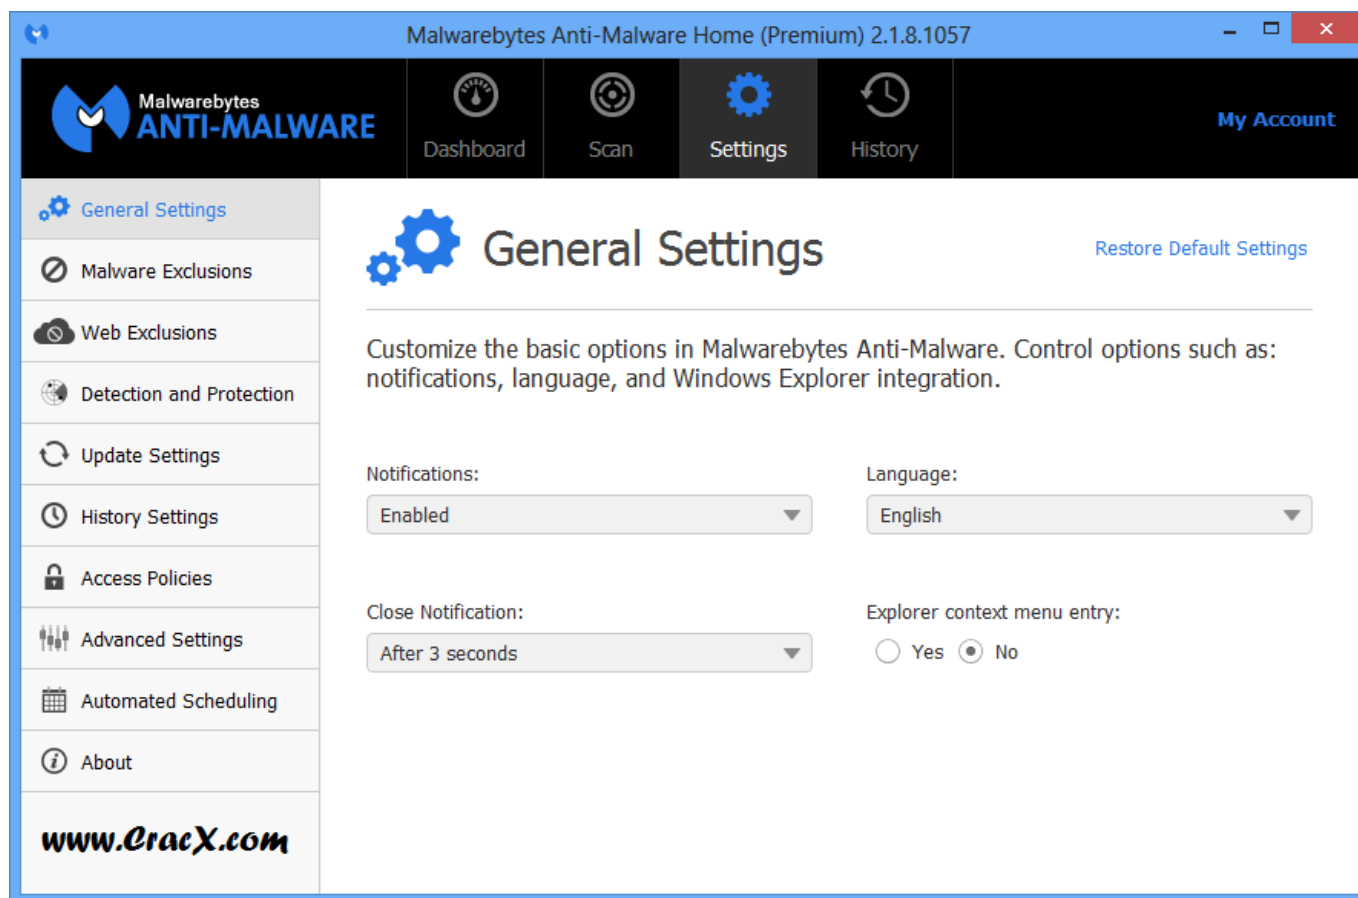 Malwarebytes Anti-Malware Home (Premium) 2.1.8.1057
Malwarebytes
ANTI-MALWARE
Dashboard
Scan
Settings
History
My Account
General Settings
Malware Exclusions
Web Exclusions
Detection and Protection
Update Settings
History Settings
Access Policies
Advanced Settings
Automated Scheduling
About
www.CracX.com
General Settings
Restore Default Settings
Customize the basic options in Malwarebytes Anti-Malware. Control options such as:
notifications, language, and Windows Explorer integration.
Notifications:
Enabled
Language:
English
Close Notification:
After 3 seconds
Explorer context menu entry:
Yes No